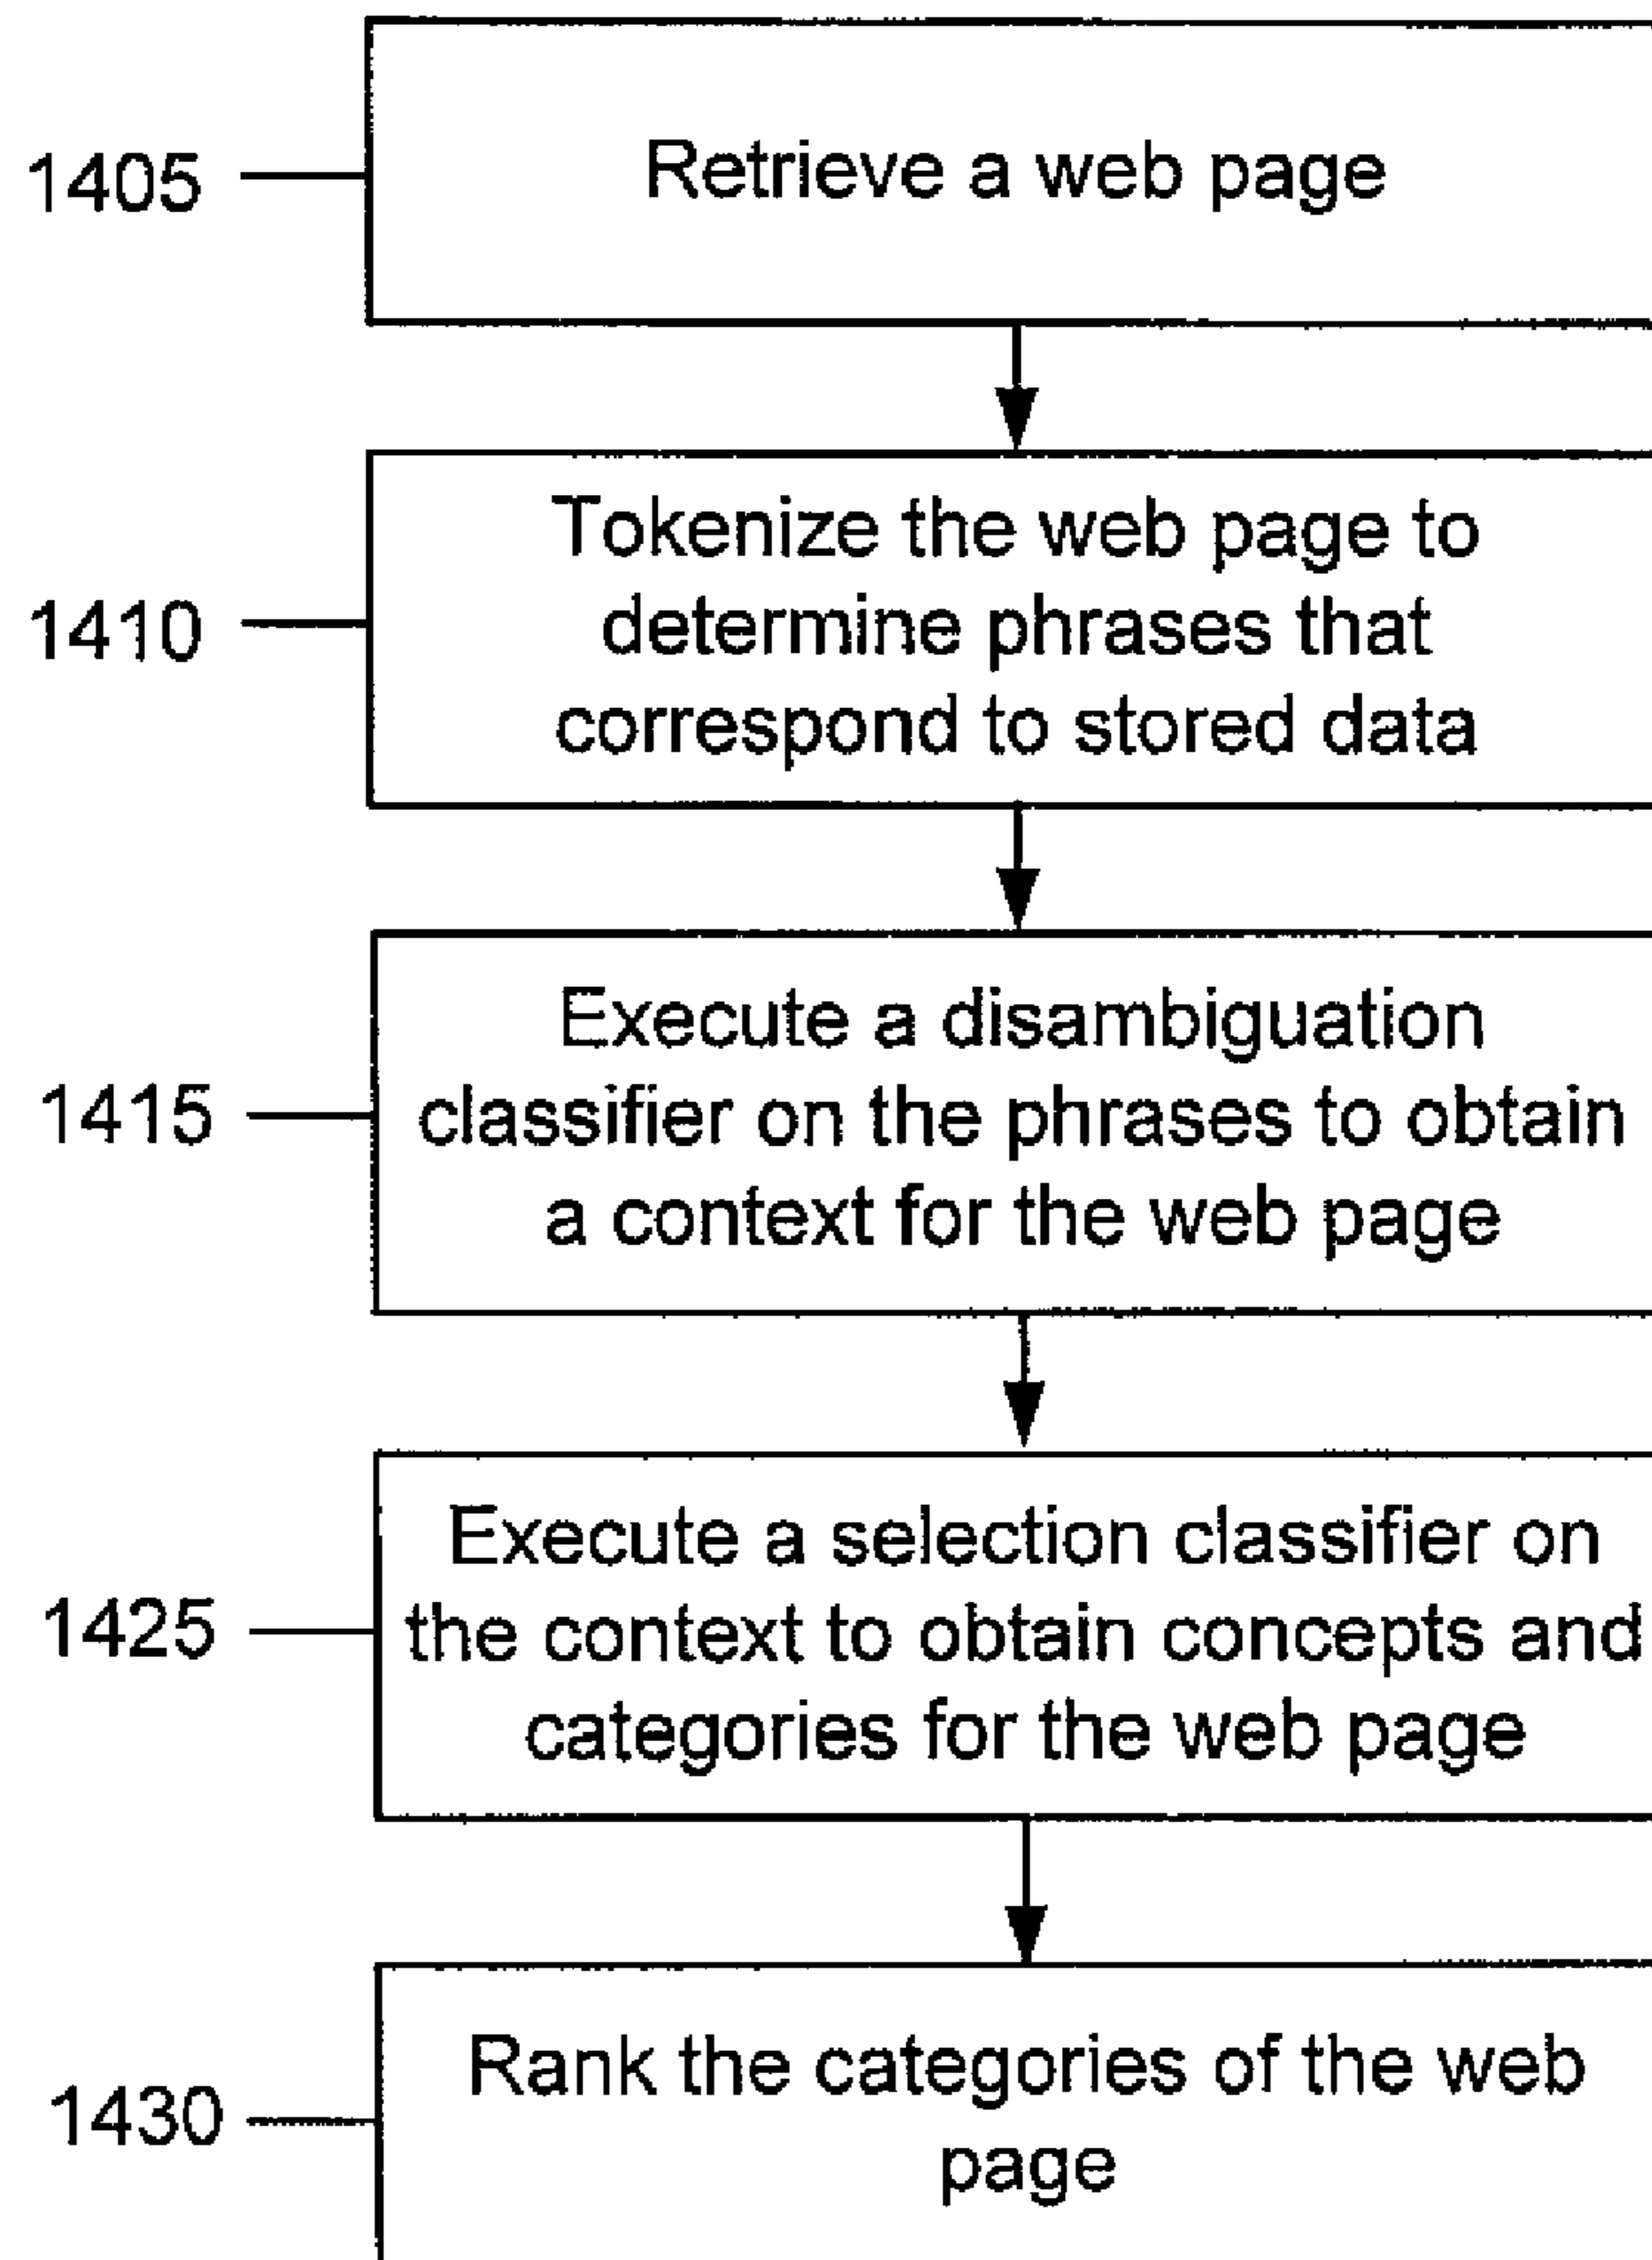 1405
Retrieve a web page
1410
Tokenize the web page to
determine phrases that
correspond to stored data
1415
Execute a disambiguation
classifier on the phrases to obtain
a context for the web page
1425
Execute a selection classifier on
the context to obtain concepts and
categories for the web page
1430
Rank the categories of the web
page